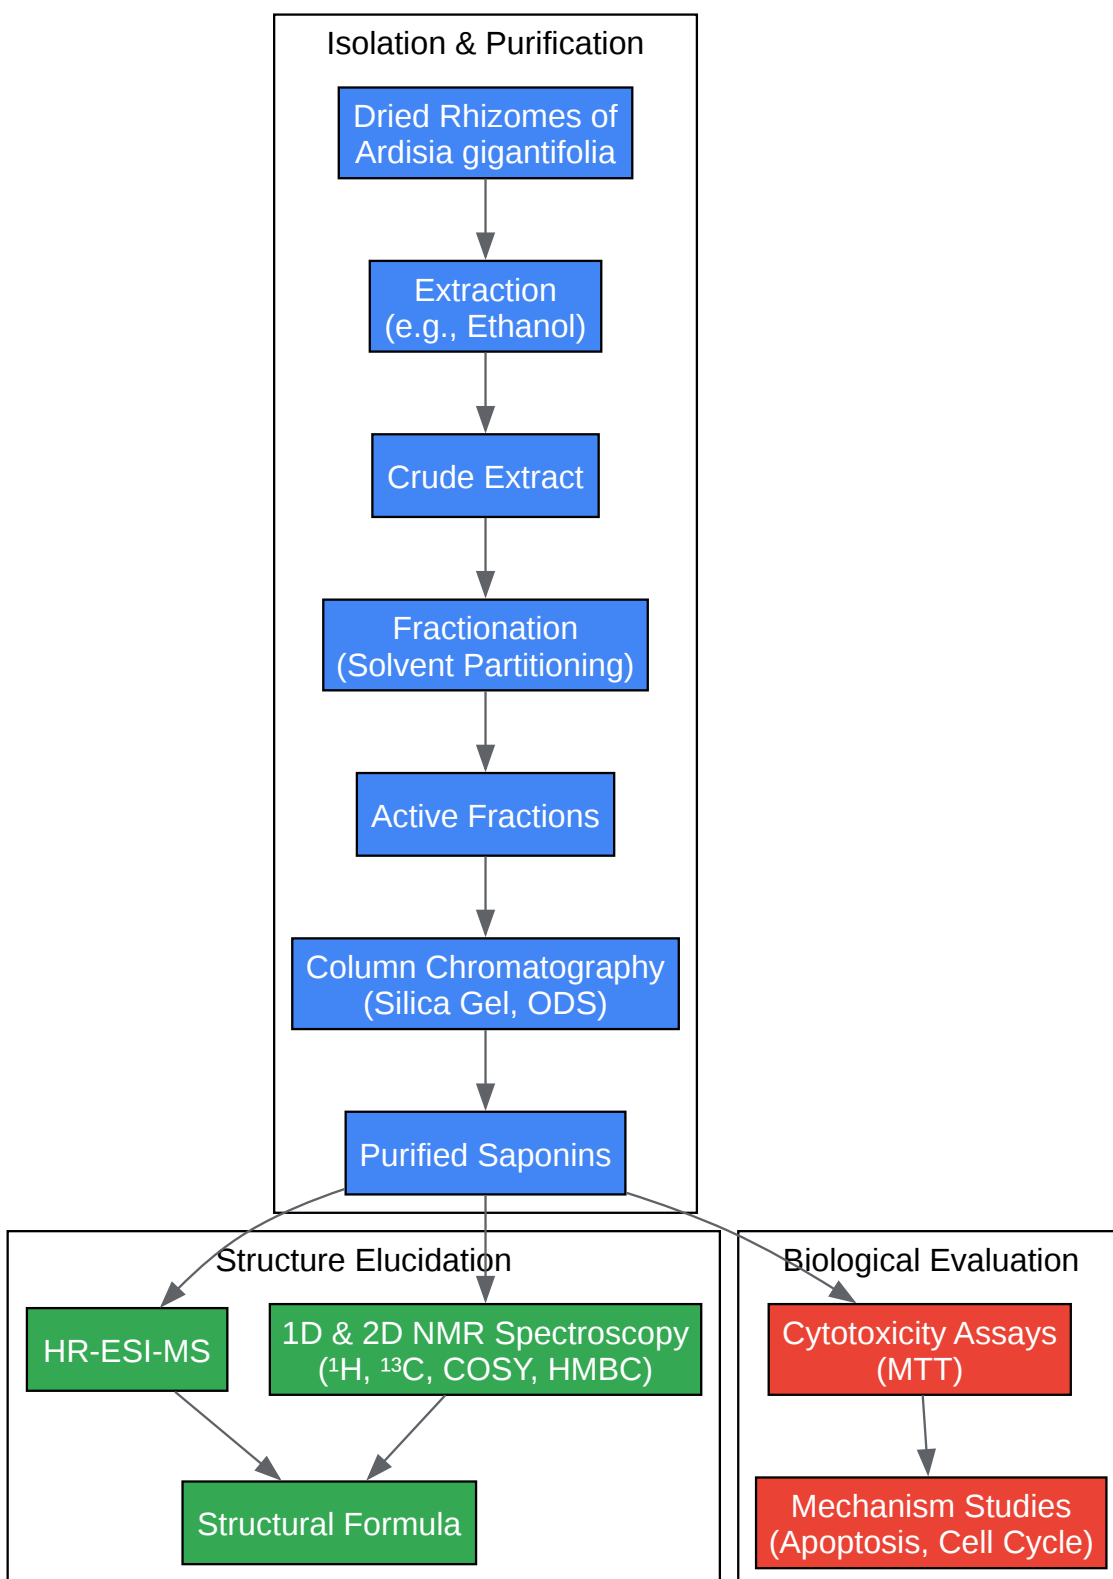 Isolation & Purification
Dried Rhizomes of
Ardisia gigantifolia
Extraction
(e.g., Ethanol)
Crude Extract
Fractionation
(Solvent Partitioning)
Active Fractions
Column Chromatography
(Silica Gel, ODS)
Purified Saponins
Structure Elucidation
HR-ESI-MS
1D & 2D NMR Spectroscopy
(¹H, ¹³C, COSY, HMBC)
Structural Formula
Biological Evaluation
Cytotoxicity Assays
(MTT)
Mechanism Studies
(Apoptosis, Cell Cycle)